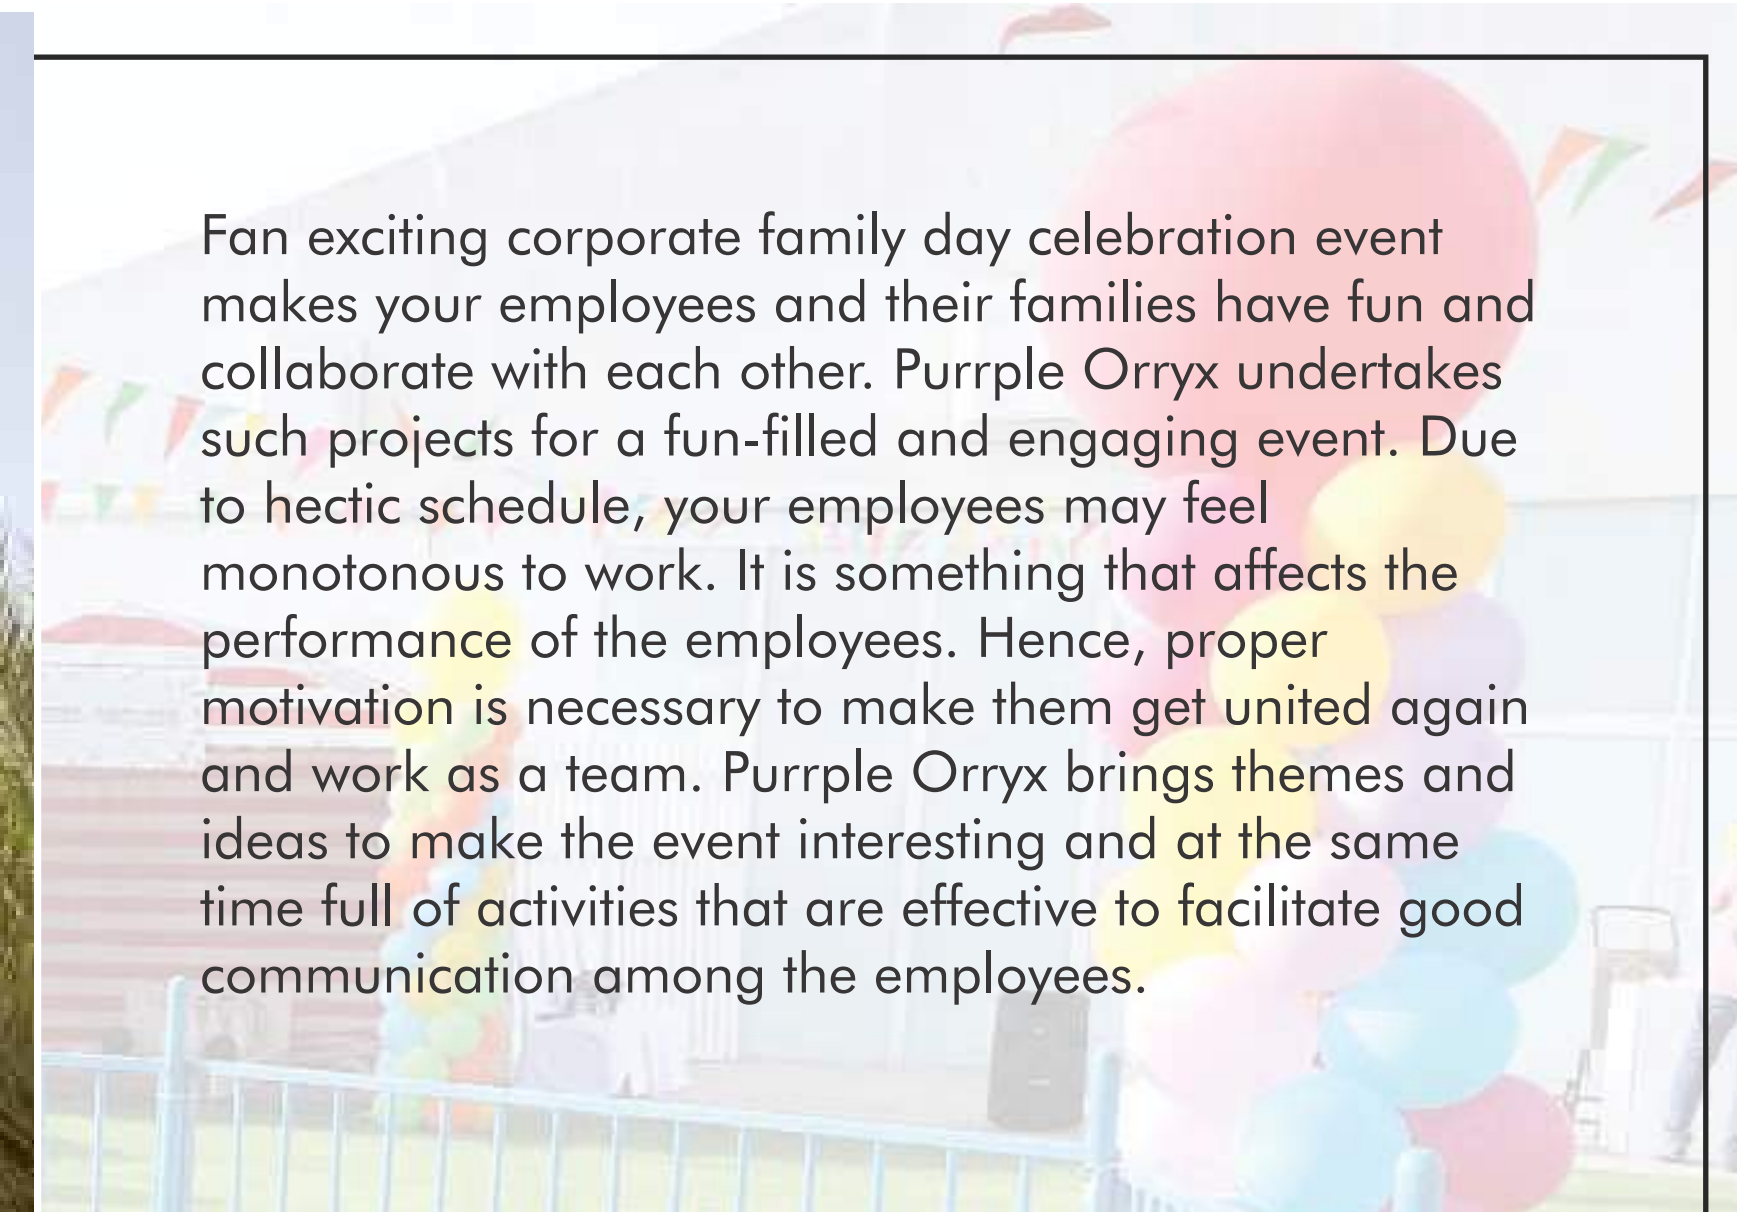 Fan exciting corporate family day celebration event
makes your employees and their families have fun and
collaborate with each other. Purrple Orryx undertakes
such projects for a fun-filled and engaging event. Due
to hectic schedule, your employees may feel
monotonous to work. It is something that affects the
performance of the employees. Hence, proper
motivation is necessary to make them get united again
and work as a team. Purrple Orryx brings themes and
ideas to make the event interesting and at the same
time full of activities that are effective to facilitate good
communication among the employees.